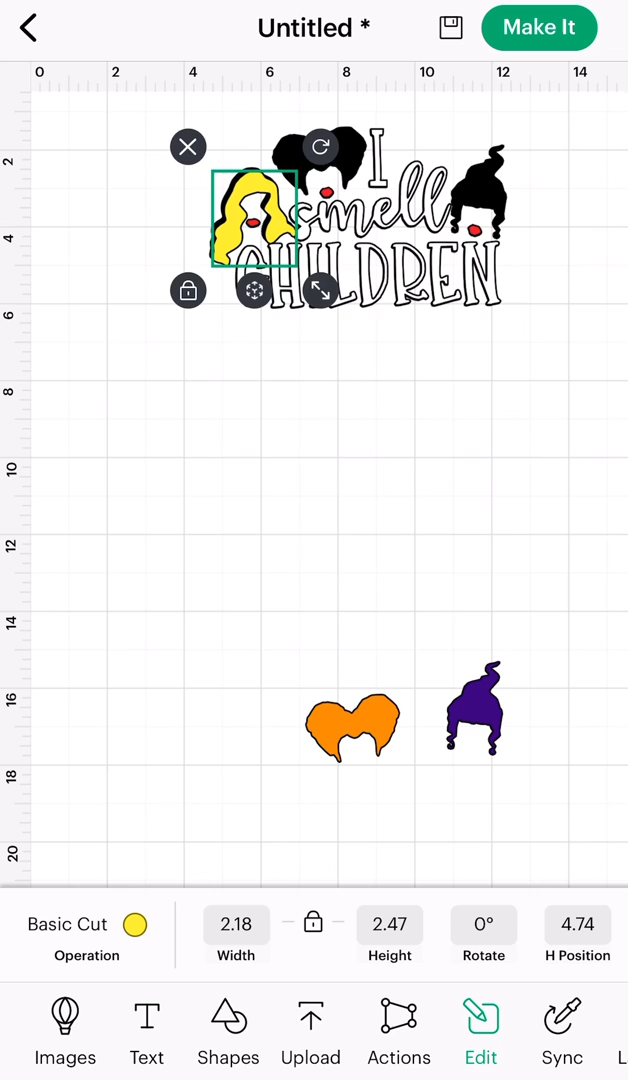 Untitled *
Make It
0 2 4 6 8 10 12 14
2
4
6
8
10
12
14
16
18
20
I
smell
CHILDREN
Basic Cut
Operation
2.18
Width
2.47
Height
0°
Rotate
4.74
H Position
Images Text Shapes Upload Actions Edit Sync L